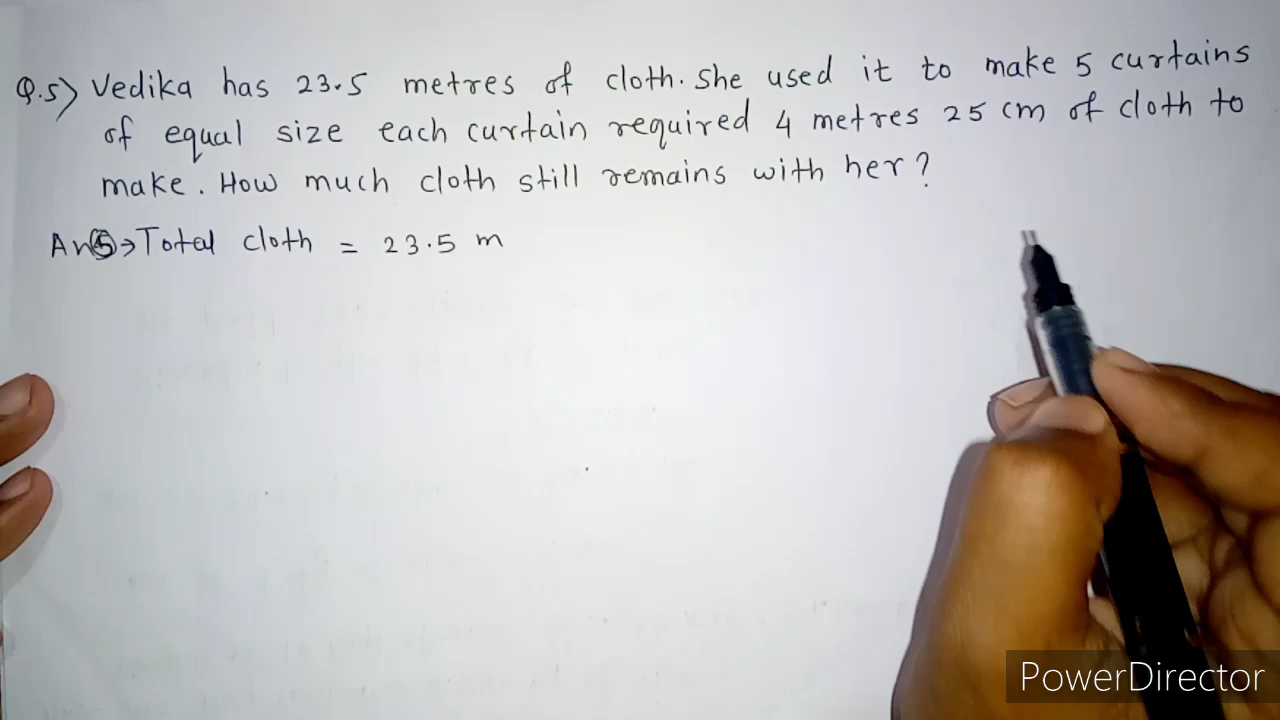 Q.5) Vedika has 23.5 metres of cloth. She used it to make 5 curtains
of equal size each curtain required 4 metres 25 cm of cloth to
make. How much cloth still remains with her?
An5→ Total cloth = 23.5 m
PowerDirector